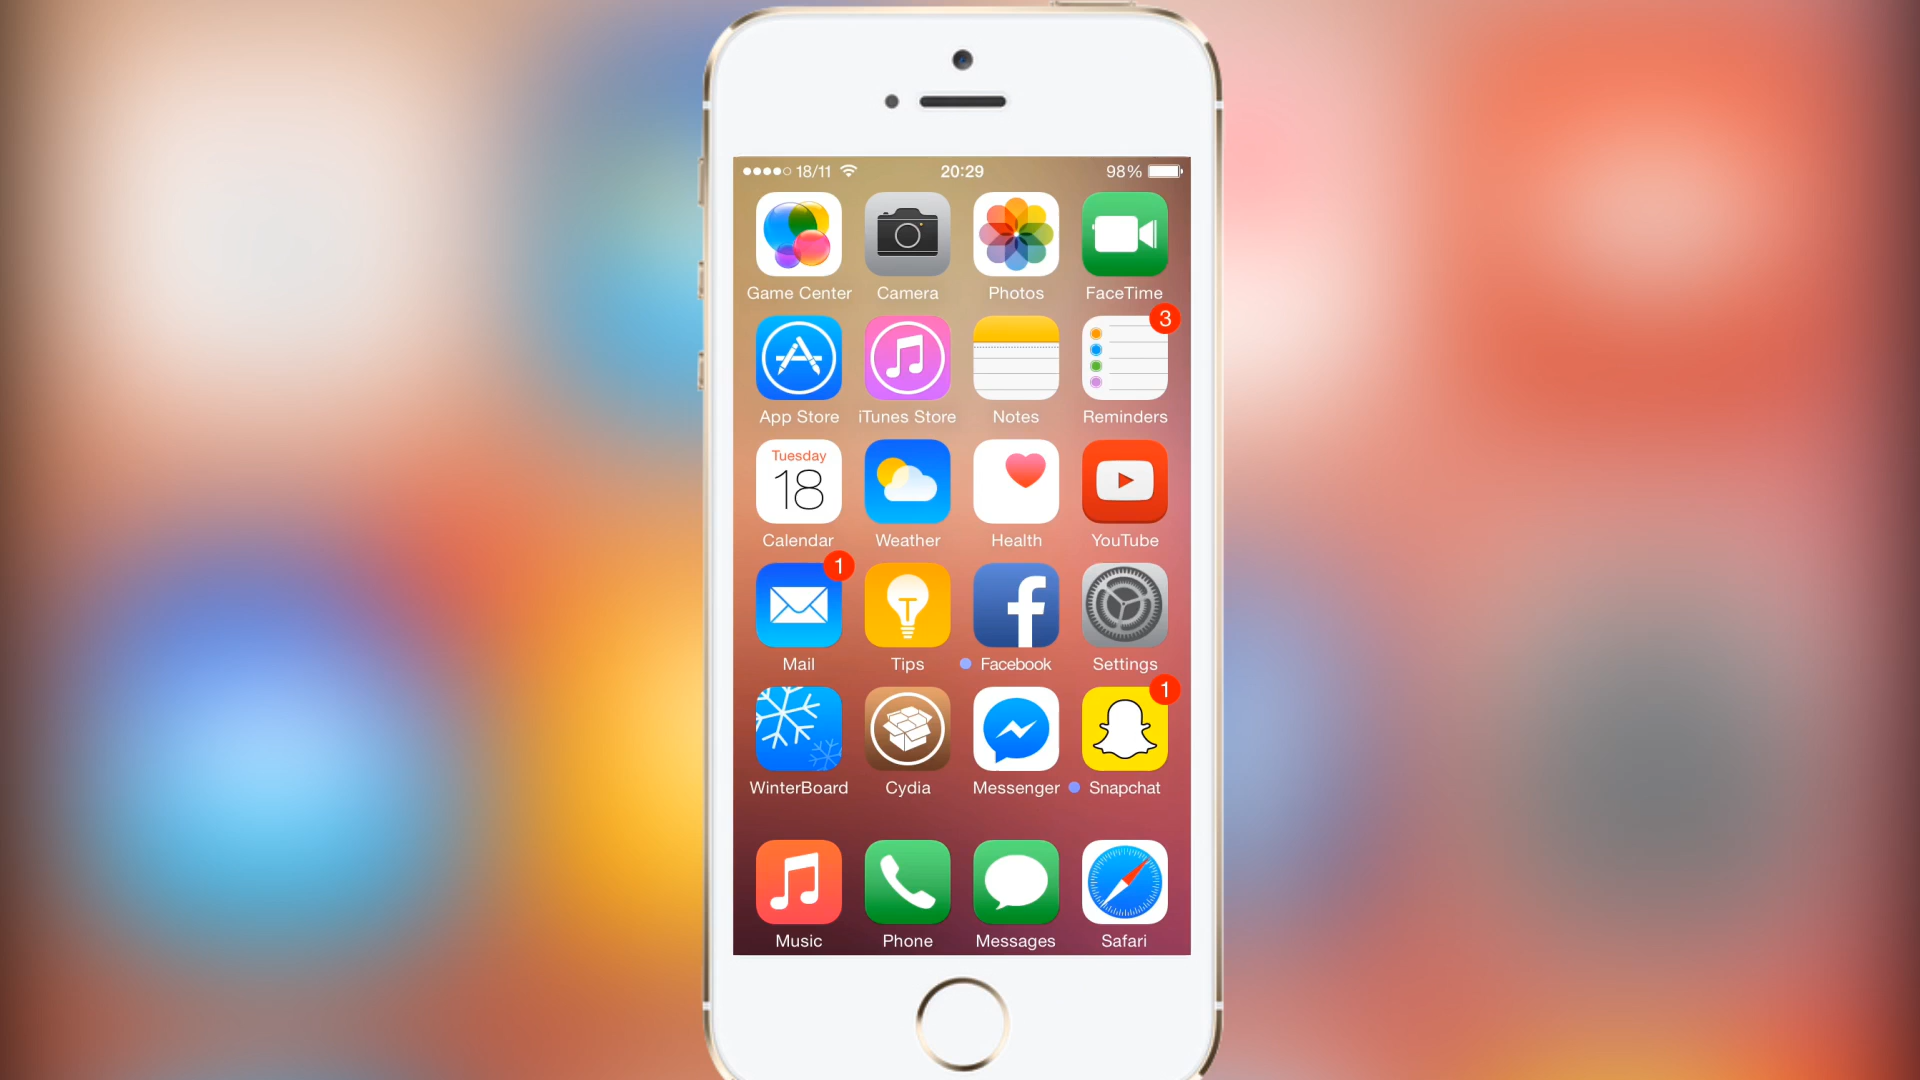 18/11 20:29 98%
Game Center Camera Photos FaceTime
3
App Store iTunes Store Notes Reminders
Tuesday
18
Calendar Weather Health YouTube
1
Mail Tips Facebook Settings
1
WinterBoard Cydia Messenger Snapchat
Music Phone Messages Safari